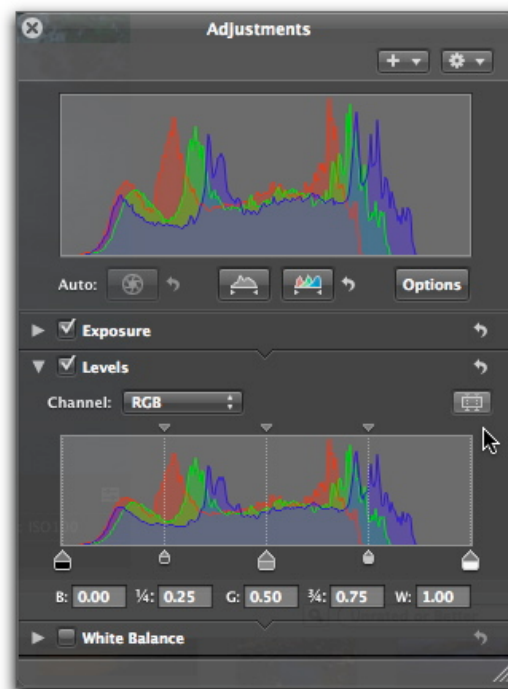 Adjustments
Auto:
Options
Exposure
Levels
Channel: RGB
B: 0.00 ¼: 0.25 G: 0.50 ¾: 0.75 W: 1.00
White Balance